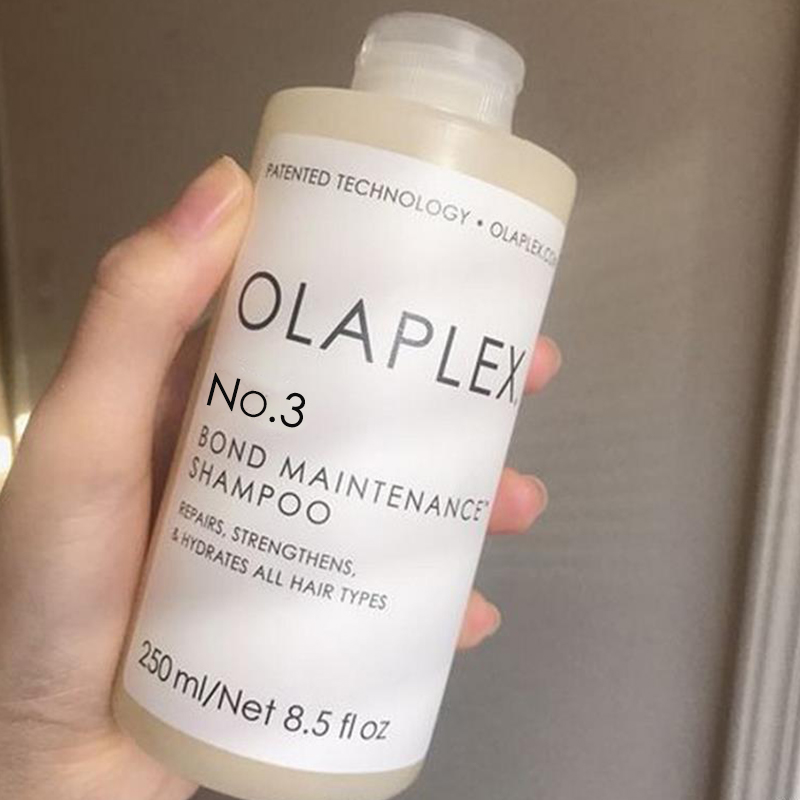 PATENTED TECHNOLOGY • OLAPLEX.COM
OLAPLEX.
No.3
BOND MAINTENANCE™
SHAMPOO
REPAIRS, STRENGTHENS,
& HYDRATES ALL HAIR TYPES
250 ml/Net 8.5 fl oz